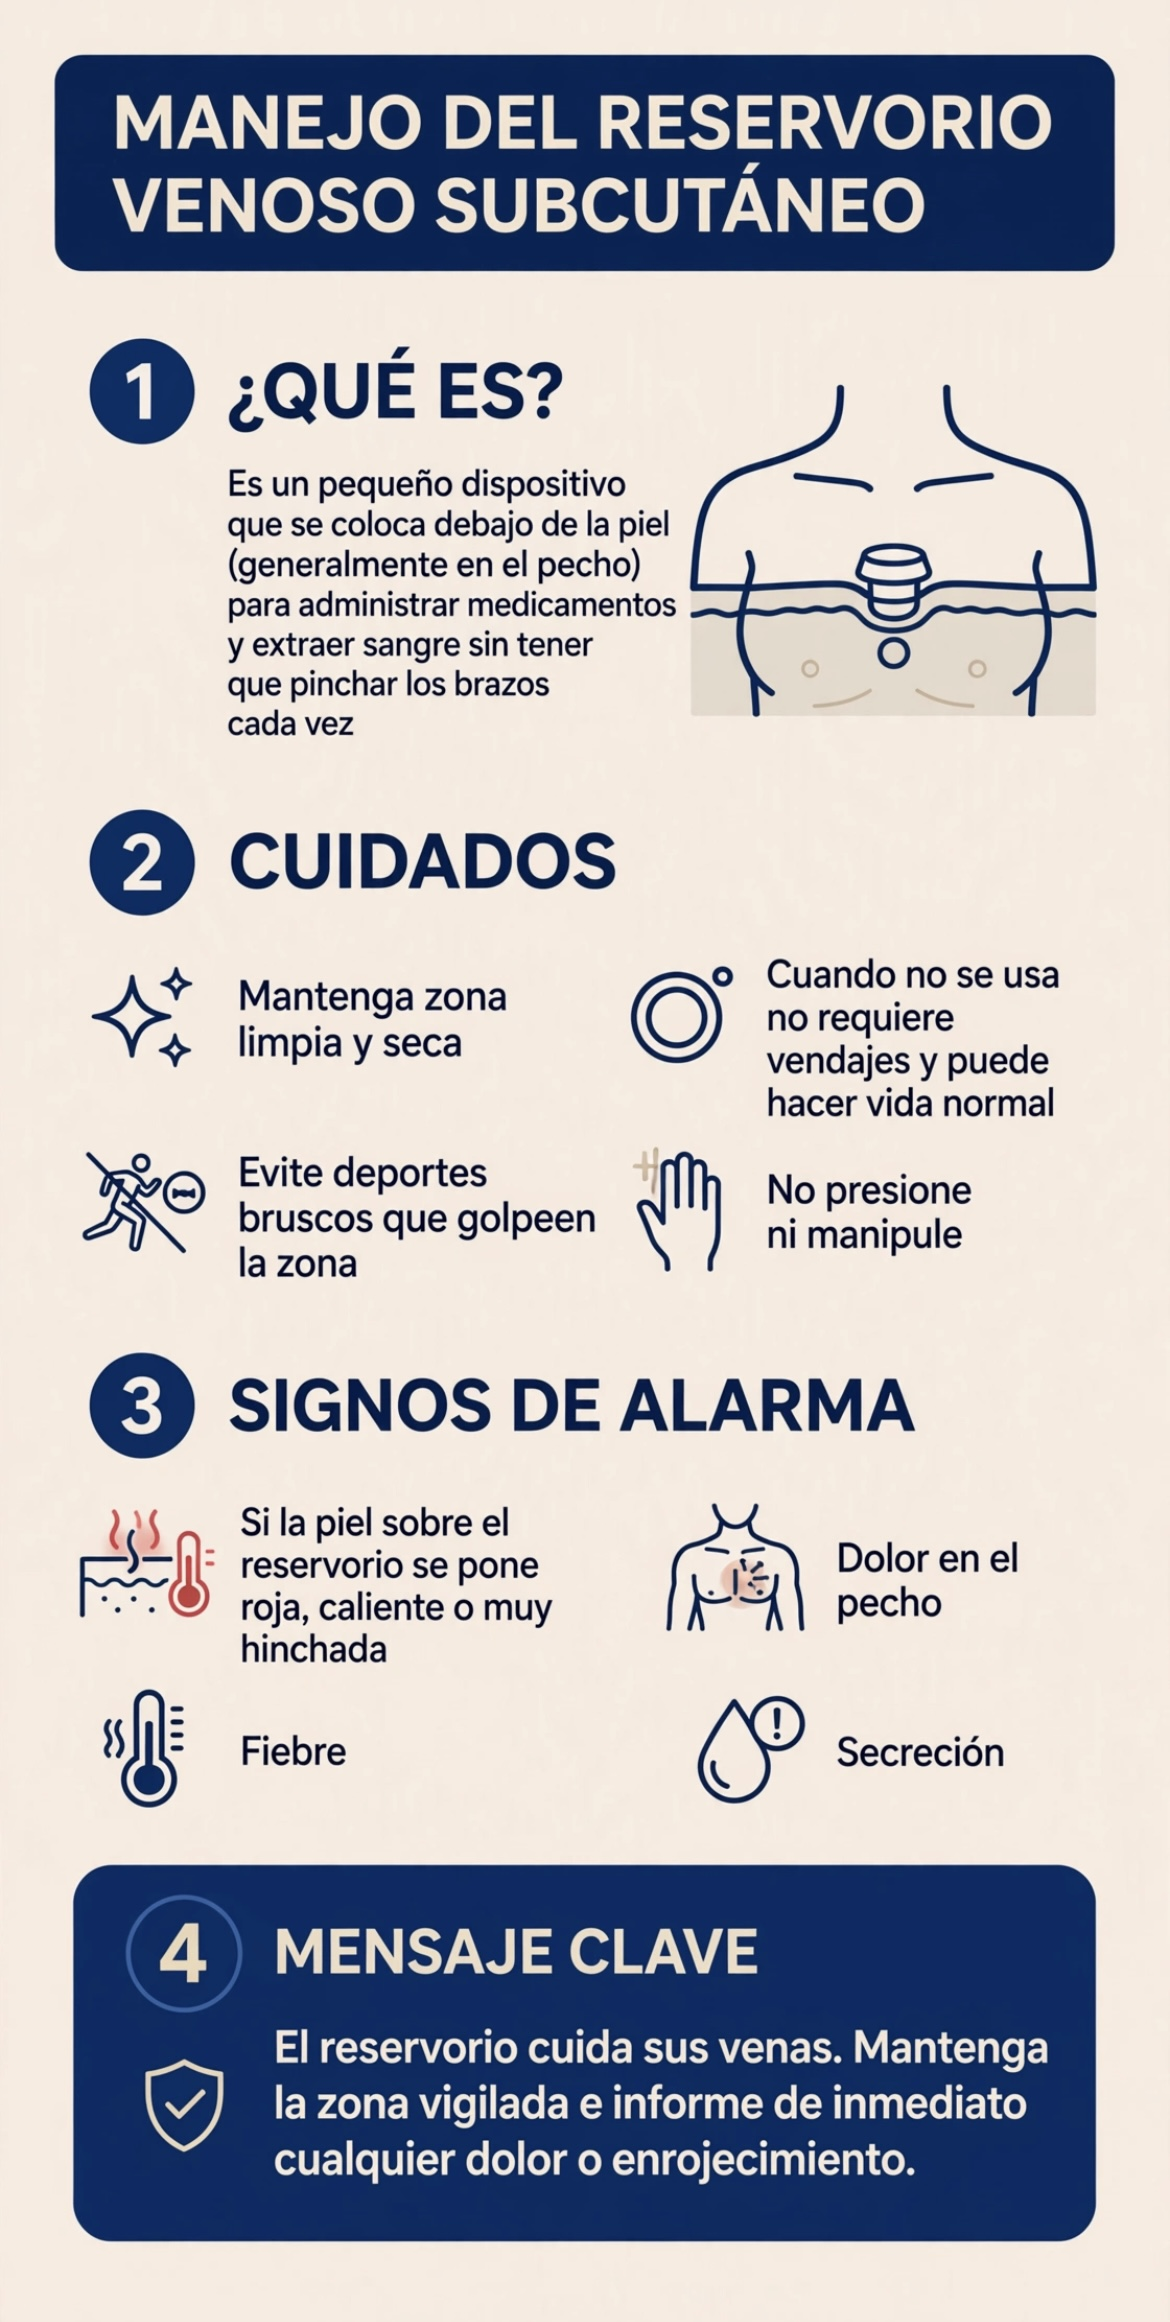 MANEJO DEL RESERVORIO
VENOSO SUBCUTÁNEO
1
¿QUÉ ES?
Es un pequeño dispositivo
que se coloca debajo de la piel
(generalmente en el pecho)
para administrar medicamentos
y extraer sangre sin tener
que pinchar los brazos
cada vez
2
CUIDADOS
Mantenga zona
limpia y seca
Cuando no se usa
no requiere
vendajes y puede
hacer vida normal
Evite deportes
bruscos que golpeen
la zona
No presione
ni manipule
3
SIGNOS DE ALARMA
Si la piel sobre el
reservorio se pone
roja, caliente o muy
hinchada
Dolor en el
pecho
Fiebre
!
Secreción
4
MENSAJE CLAVE
El reservorio cuida sus venas. Mantenga
la zona vigilada e informe de inmediato
cualquier dolor o enrojecimiento.